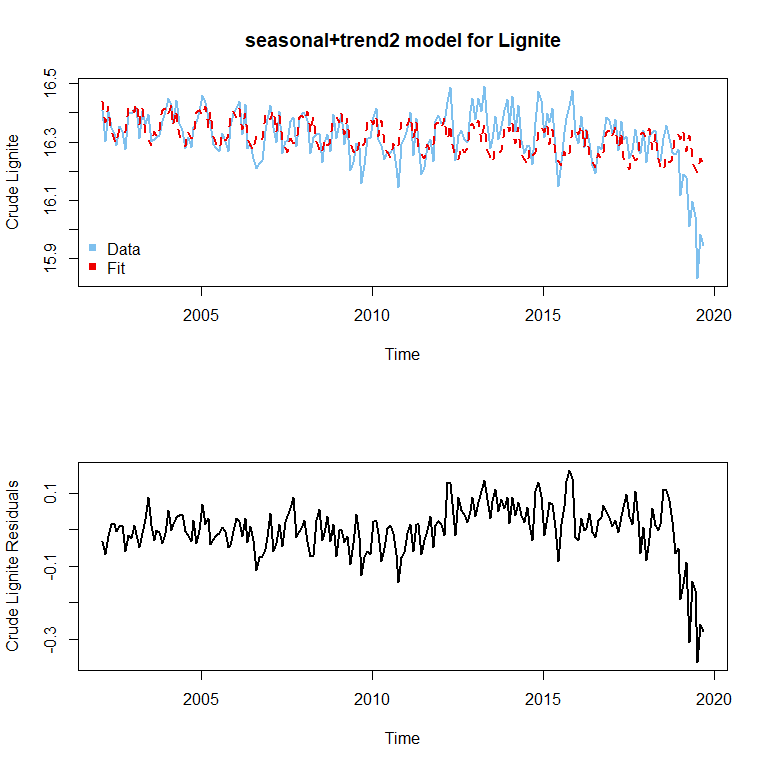 seasonal+trend2 model for Lignite
Crude Lignite
16.5
16.3
16.1
15.9
Data
Fit
2005
2010
2015
2020
Time
Crude Lignite Residuals
0.1
-0.1
-0.3
2005
2010
2015
2020
Time